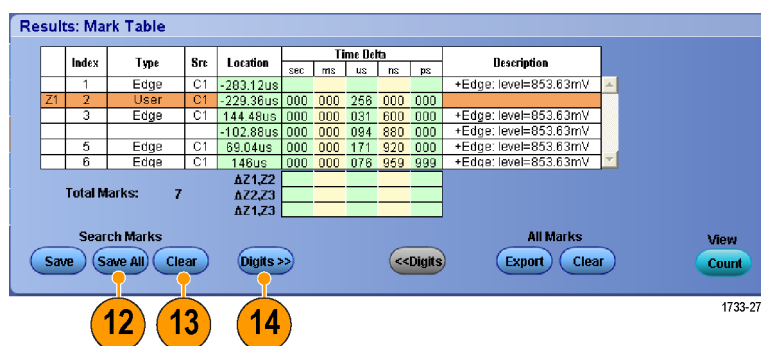 Results: Mark Table
Index Type Src Location Time Delta Description
sec ms us ns ps
1 Edge C1 -283.12us +Edge: level=853.63mV
Z1 2 User C1 -229.36us 000 000 256 000 000
3 Edge C1 144.48us 000 000 031 600 000 +Edge: level=853.63mV
-102.88us 000 000 094 880 000 +Edge: level=853.63mV
5 Edge C1 69.04us 000 000 171 920 000 +Edge: level=853.63mV
6 Edge C1 146us 000 000 076 959 999 +Edge: level=853.63mV
ΔZ1,Z2
Total Marks: 7 ΔZ2,Z3
ΔZ1,Z3
Search Marks All Marks View
Save Save All Clear Digits >> <<Digits Export Clear Count
12 13 14
1733-27